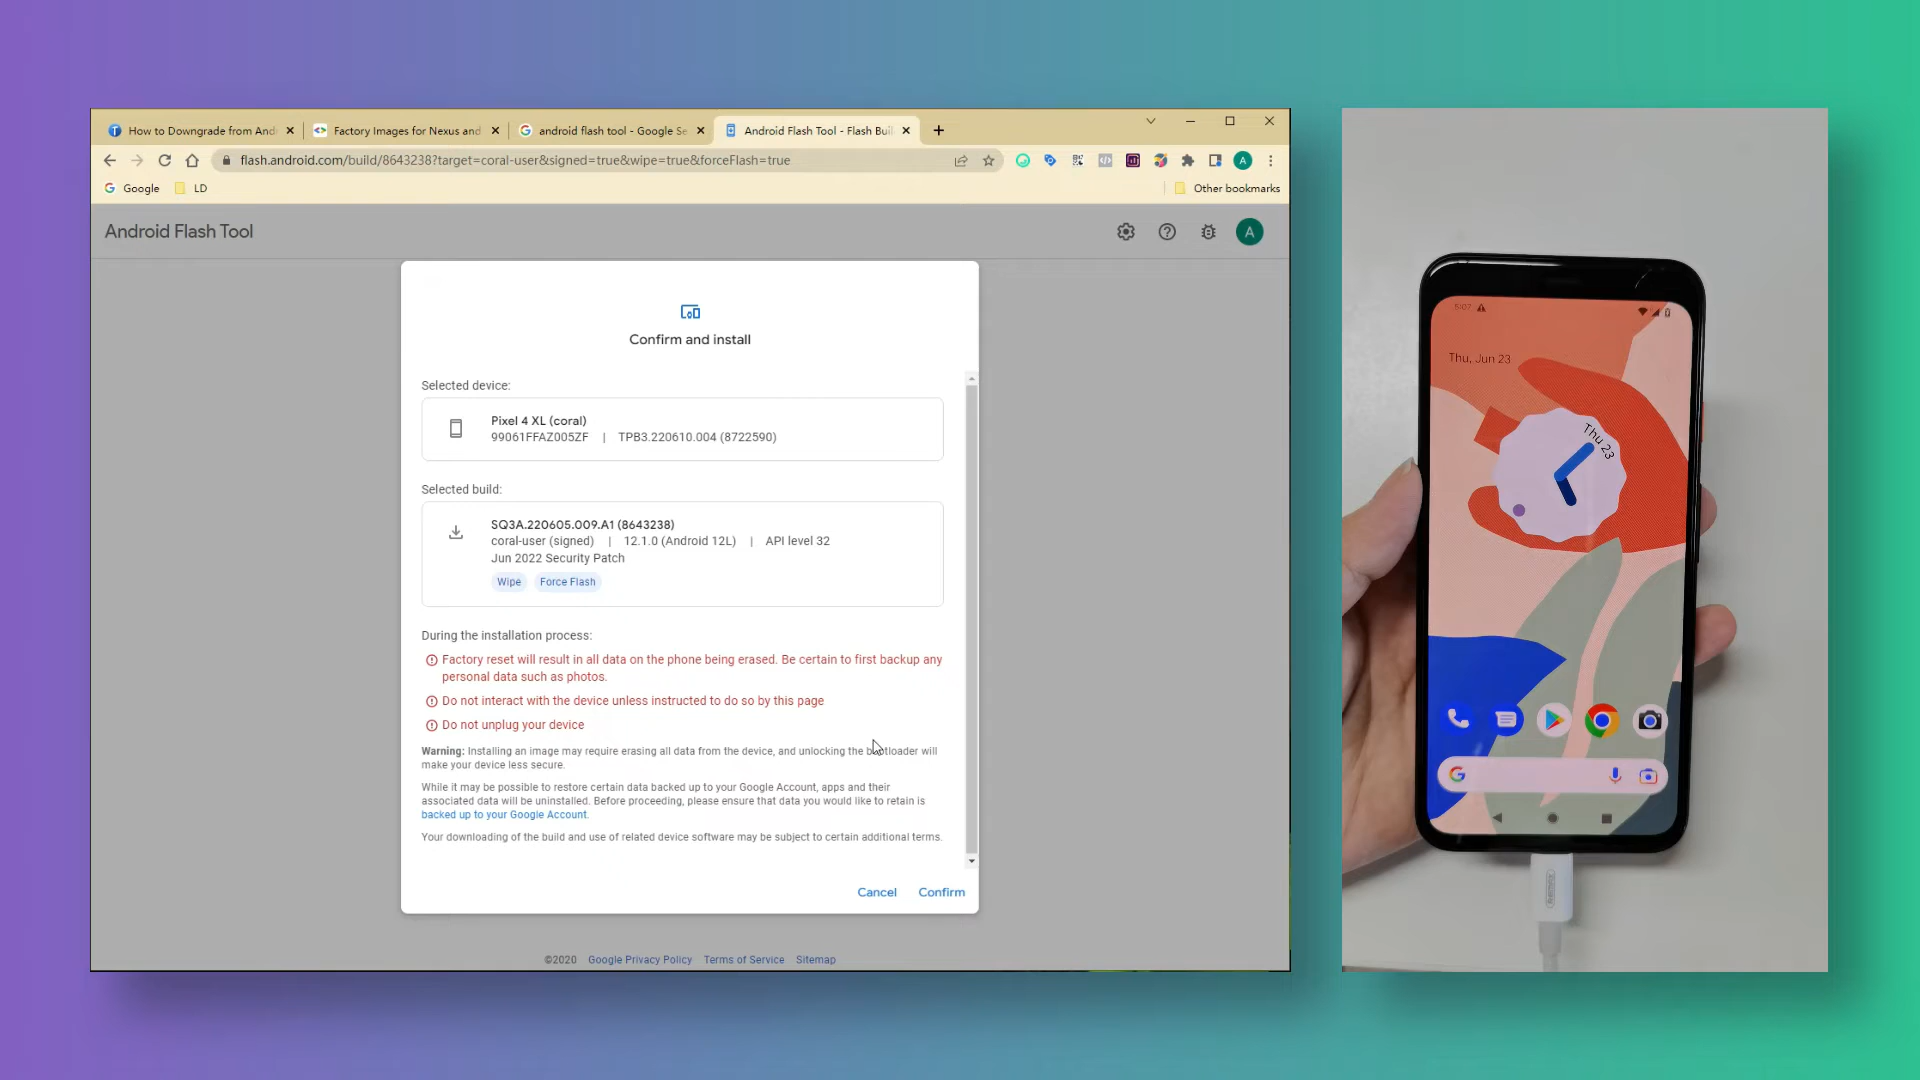 How to Downgrade from And
Factory Images for Nexus and
android flash tool - Google Se
Android Flash Tool - Flash Buil
flash.android.com/build/8643238?target=coral-user&signed=true&wipe=true&forceFlash=true
A
Google
LD
Other bookmarks
Android Flash Tool
A
Confirm and install
Selected device:
Pixel 4 XL (coral)
99061FFAZ005ZF | TPB3.220610.004 (8722590)
Selected build:
SQ3A.220605.009.A1 (8643238)
coral-user (signed) | 12.1.0 (Android 12L) | API level 32
Jun 2022 Security Patch
Wipe Force Flash
During the installation process:
Factory reset will result in all data on the phone being erased. Be certain to first backup any
personal data such as photos.
Do not interact with the device unless instructed to do so by this page
Do not unplug your device
Warning: Installing an image may require erasing all data from the device, and unlocking the bootloader will
make your device less secure.
While it may be possible to restore certain data backed up to your Google Account, apps and their
associated data will be uninstalled. Before proceeding, please ensure that data you would like to retain is
backed up to your Google Account.
Your downloading of the build and use of related device software may be subject to certain additional terms.
Cancel Confirm
©2020 Google Privacy Policy Terms of Service Sitemap
5:07
Thu, Jun 23
Thu 23